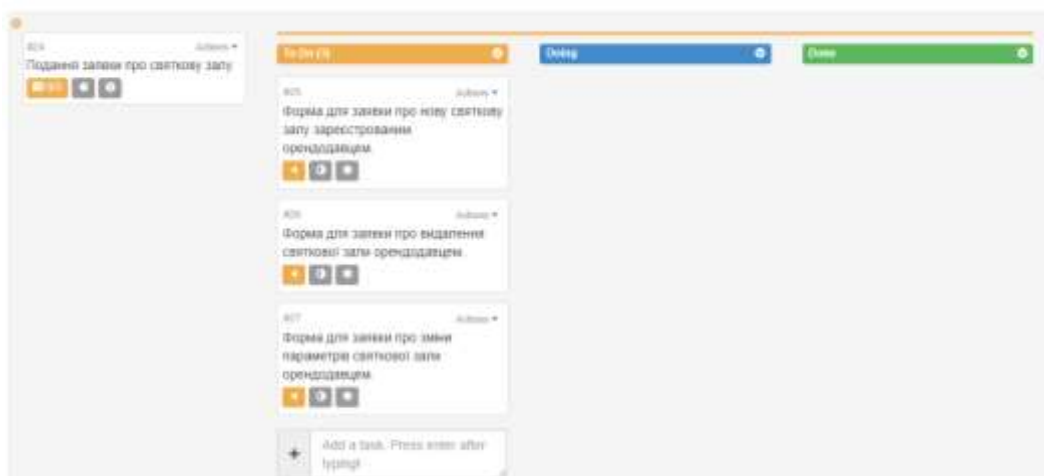 #24 Actions
Подання заявки про святкову залу
To Do (3)
Doing
Done
#25 Actions
Форма для заявки про нову святкову
залу зареєстрованим
орендодавцем
#26 Actions
Форма для заявки про видалення
святкової зали орендодавцем
#27 Actions
Форма для заявки про зміни
параметрів святкової зали
орендодавцем
Add a task. Press enter after
typing!